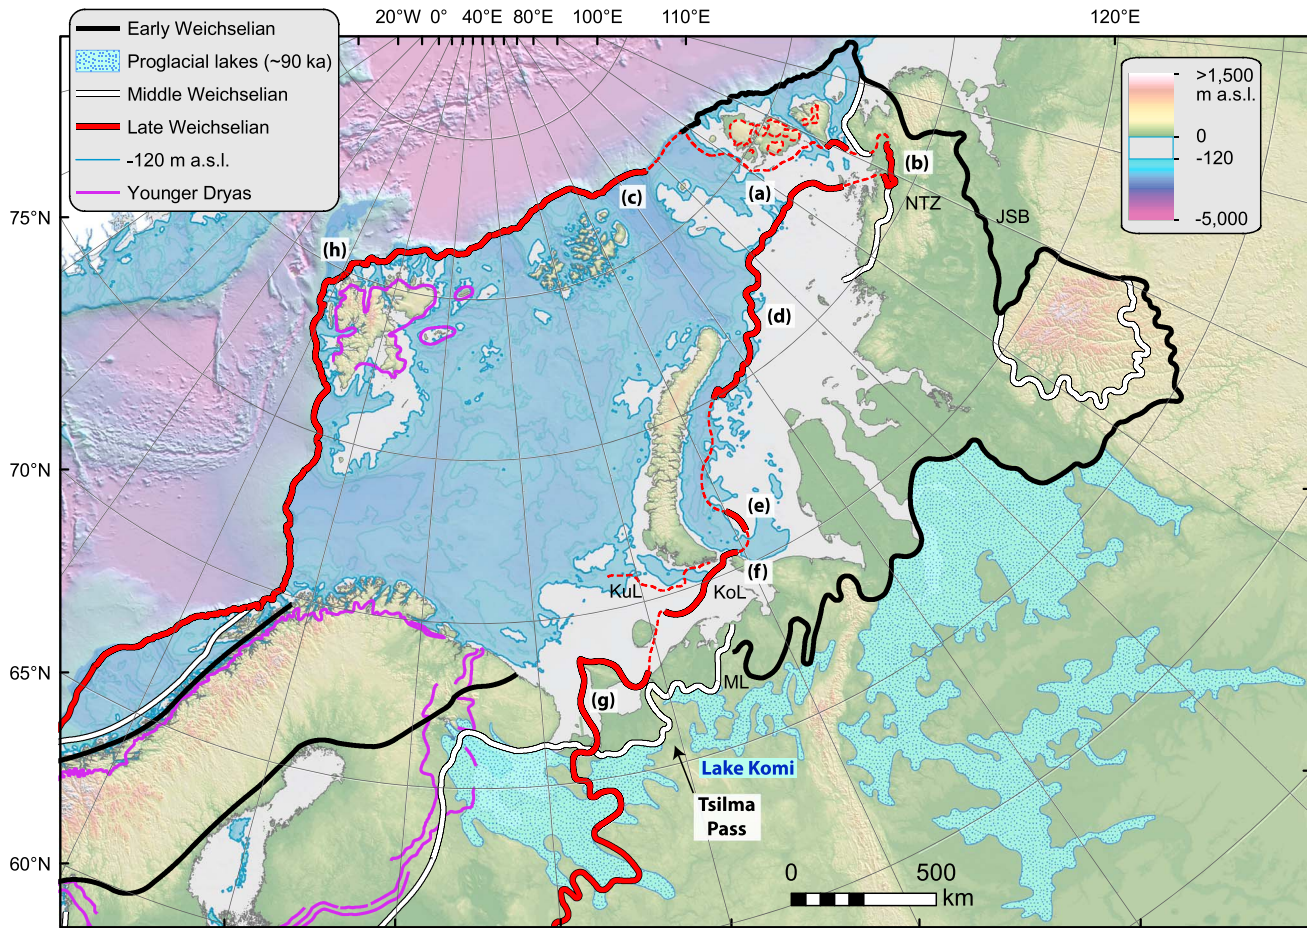 20°W 0° 40°E 80°E 100°E 110°E 120°E
Early Weichselian
Proglacial lakes (~90 ka)
Middle Weichselian
Late Weichselian
-120 m a.s.l.
Younger Dryas
>1,500
m a.s.l.
0
-120
-5,000
75°N
70°N
65°N
60°N
(a)
(b)
(c)
(h)
NTZ
JSB
(d)
(e)
(f)
KuL
KoL
(g)
ML
Lake Komi
Tsilma
Pass
0 500
km